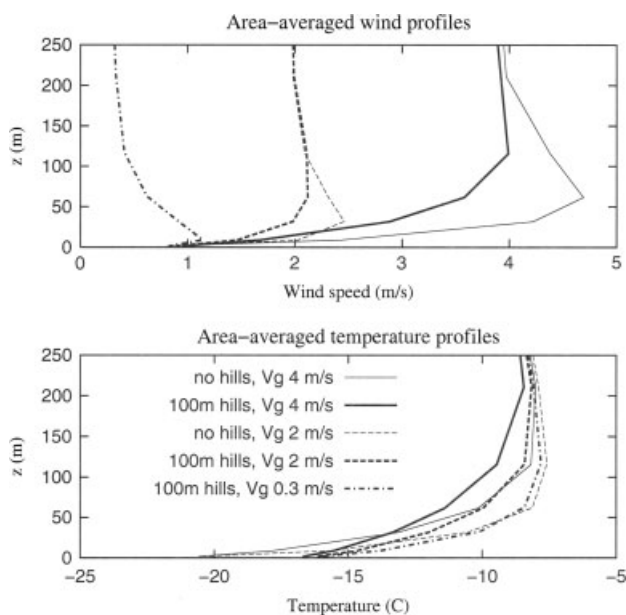 Area−averaged wind profiles
250
200
150
100
50
0
z (m)
0 1 2 3 4 5
Wind speed (m/s)
Area−averaged temperature profiles
250
200
150
100
50
0
z (m)
no hills, Vg 4 m/s
100m hills, Vg 4 m/s
no hills, Vg 2 m/s
100m hills, Vg 2 m/s
100m hills, Vg 0.3 m/s
−25 −20 −15 −10 −5
Temperature (C)